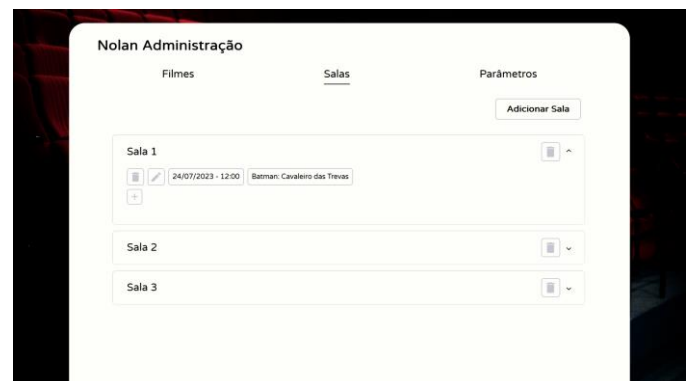 Nolan Administração
Filmes Salas Parâmetros
Adicionar Sala
Sala 1
24/07/2023 - 12:00 Batman: Cavaleiro das Trevas
+
Sala 2
Sala 3